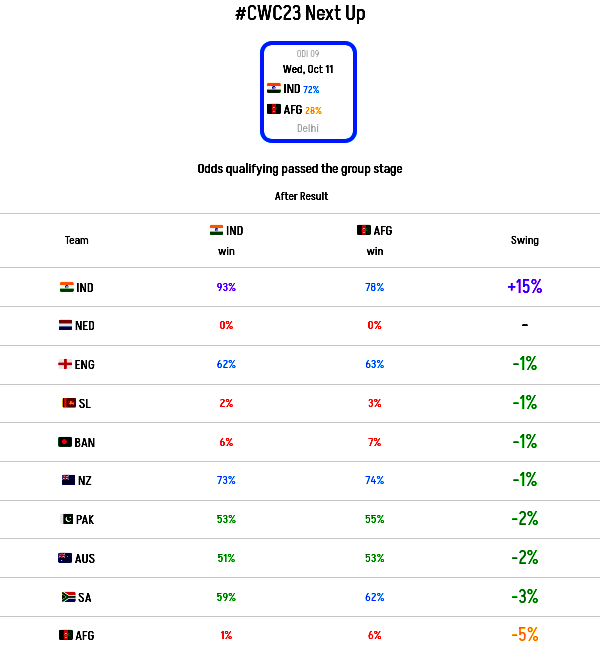 #CWC23 Next Up
ODI 09
Wed, Oct 11
IND 72%
AFG 28%
Delhi
Odds qualifying passed the group stage
After Result
Team IND win AFG win Swing
IND 93% 78% +15%
NED 0% 0% -
ENG 62% 63% -1%
SL 2% 3% -1%
BAN 6% 7% -1%
NZ 73% 74% -1%
PAK 53% 55% -2%
AUS 51% 53% -2%
SA 59% 62% -3%
AFG 1% 6% -5%